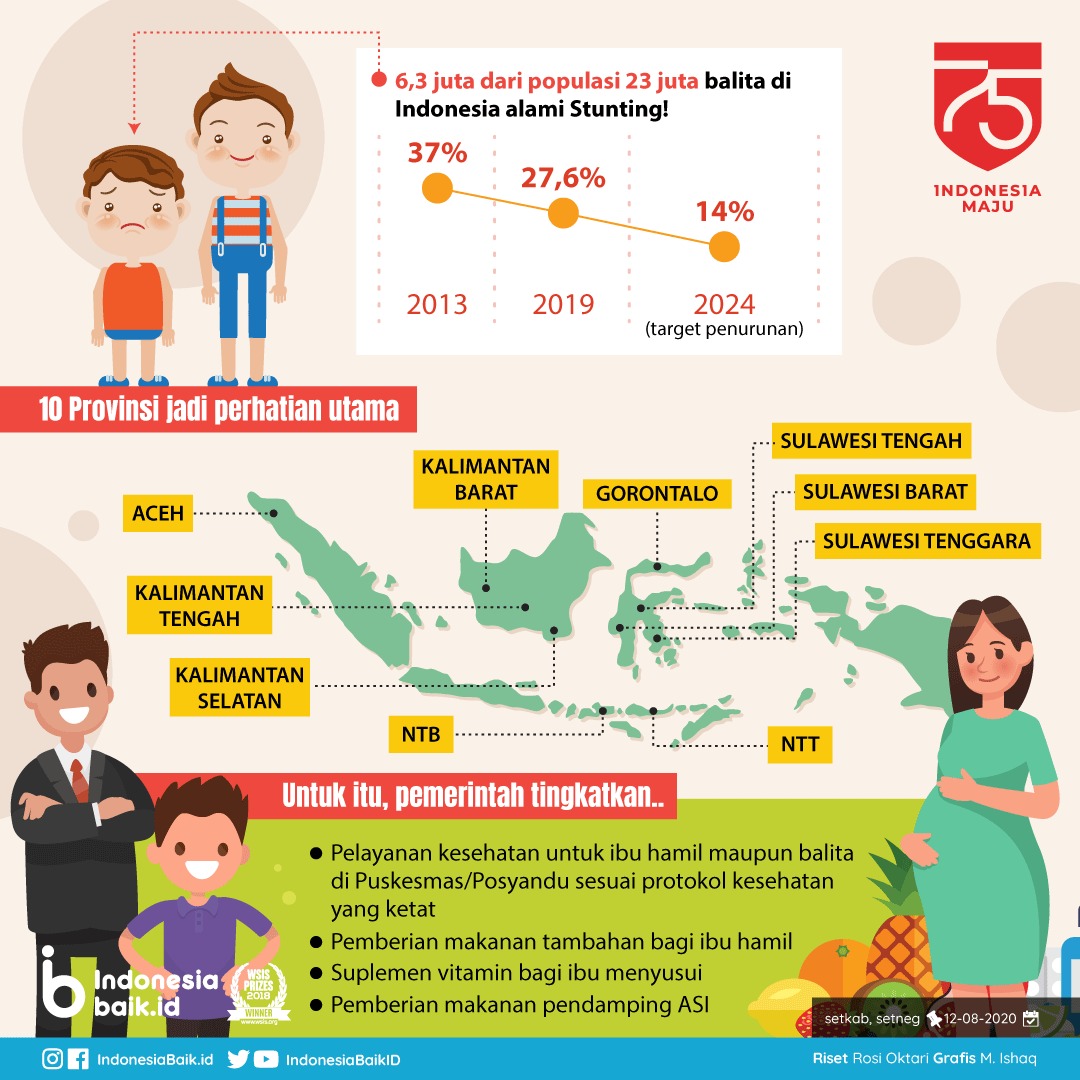 6,3 juta dari populasi 23 juta balita di
Indonesia alami Stunting!
37%
27,6%
14%
2013
2019
2024
(target penurunan)
75
INDONESIA
MAJU
10 Provinsi jadi perhatian utama
SULAWESI TENGAH
KALIMANTAN
BARAT
GORONTALO
SULAWESI BARAT
ACEH
SULAWESI TENGGARA
KALIMANTAN
TENGAH
KALIMANTAN
SELATAN
NTB
NTT
Untuk itu, pemerintah tingkatkan..
● Pelayanan kesehatan untuk ibu hamil maupun balita
di Puskesmas/Posyandu sesuai protokol kesehatan
yang ketat
● Pemberian makanan tambahan bagi ibu hamil
● Suplemen vitamin bagi ibu menyusui
● Pemberian makanan pendamping ASI
ib Indonesia
baik.id
WSIS
PRIZES
2018
WINNER
www.wsis.org
setkab, setneg 12-08-2020
IndonesiaBaik.id IndonesiaBaikID
Riset Rosi Oktari Grafis M. Ishaq